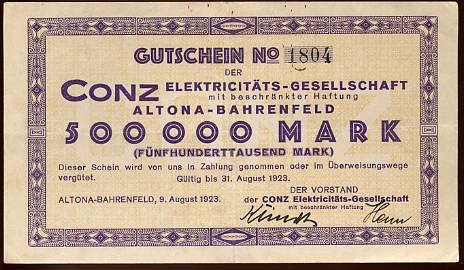 GUTSCHEIN NO 1804
DER
CONZ ELEKTRICITÄTS-GESELLSCHAFT
mit beschränkter Haftung
ALTONA-BAHRENFELD
500000 MARK
(FÜNFHUNDERTTAUSEND MARK)
Dieser Schein wird von uns in Zahlung genommen oder im Überweisungswege
vergütet. Gültig bis 31. August 1923.
DER VORSTAND
ALTONA-BAHRENFELD, 9. August 1923. der CONZ Elektricitäts-Gesellschaft
mit beschränkter Haftung